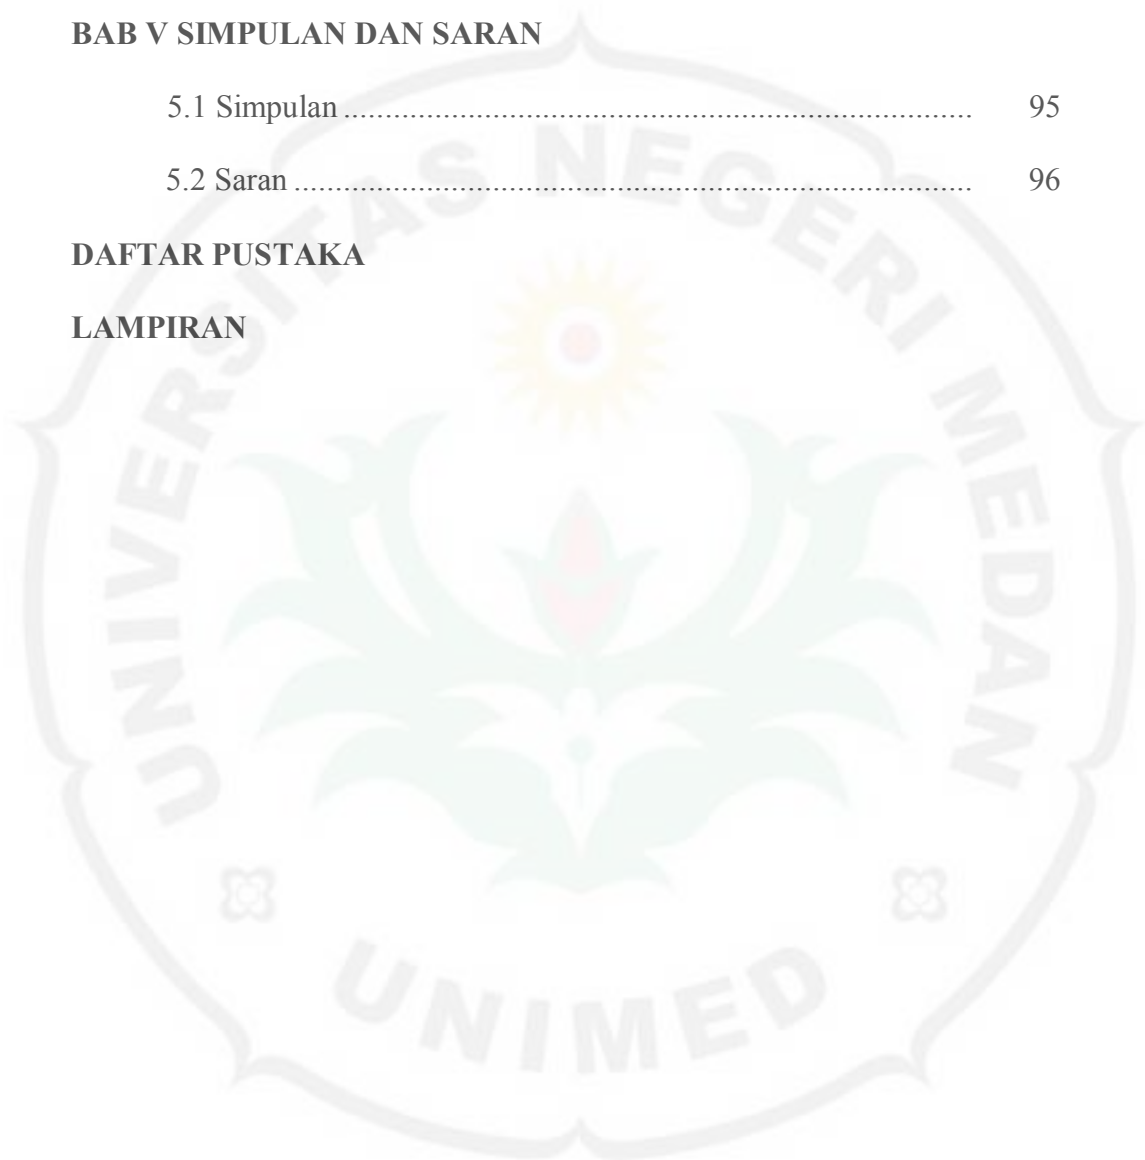 BAB V SIMPULAN DAN SARAN
5.1 Simpulan ............................................................................ 95
5.2 Saran .................................................................................. 96
DAFTAR PUSTAKA
LAMPIRAN
UNIVERSITAS NEGERI MEDAN
UNIMED